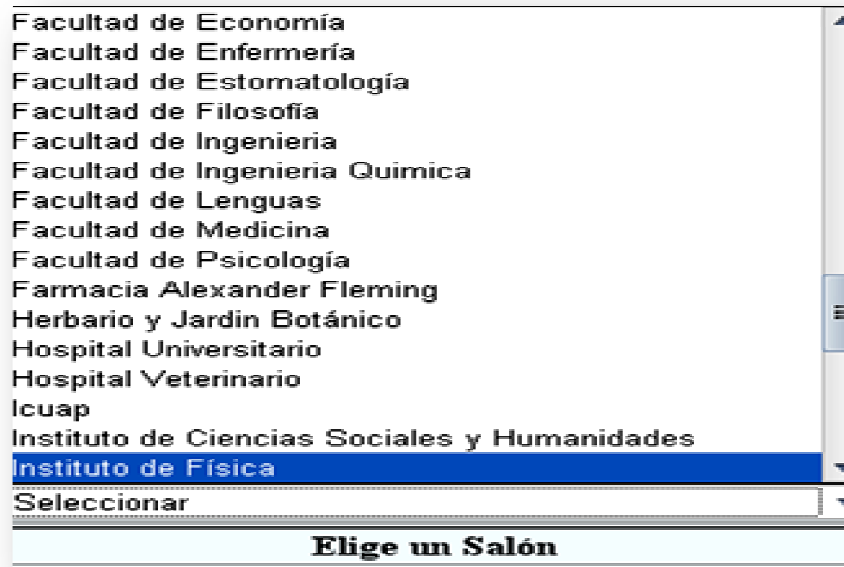 Facultad de Economía
Facultad de Enfermería
Facultad de Estomatología
Facultad de Filosofía
Facultad de Ingenieria
Facultad de Ingenieria Quimica
Facultad de Lenguas
Facultad de Medicina
Facultad de Psicología
Farmacia Alexander Fleming
Herbario y Jardin Botánico
Hospital Universitario
Hospital Veterinario
Icuap
Instituto de Ciencias Sociales y Humanidades
Instituto de Física
Seleccionar
Elige un Salón